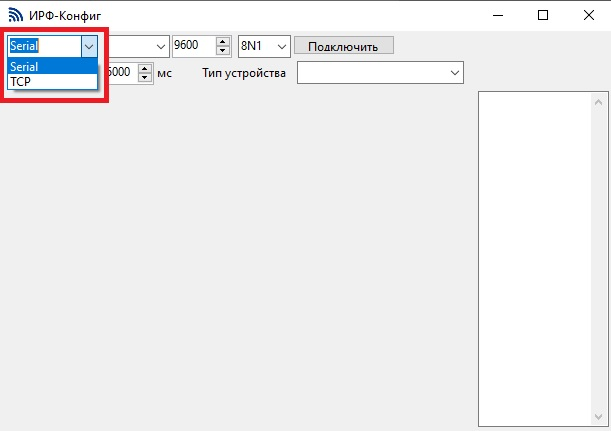 ИРФ-Конфиг
Serial 9600 8N1 Подключить
Serial
TCP
5000 мс Тип устройства